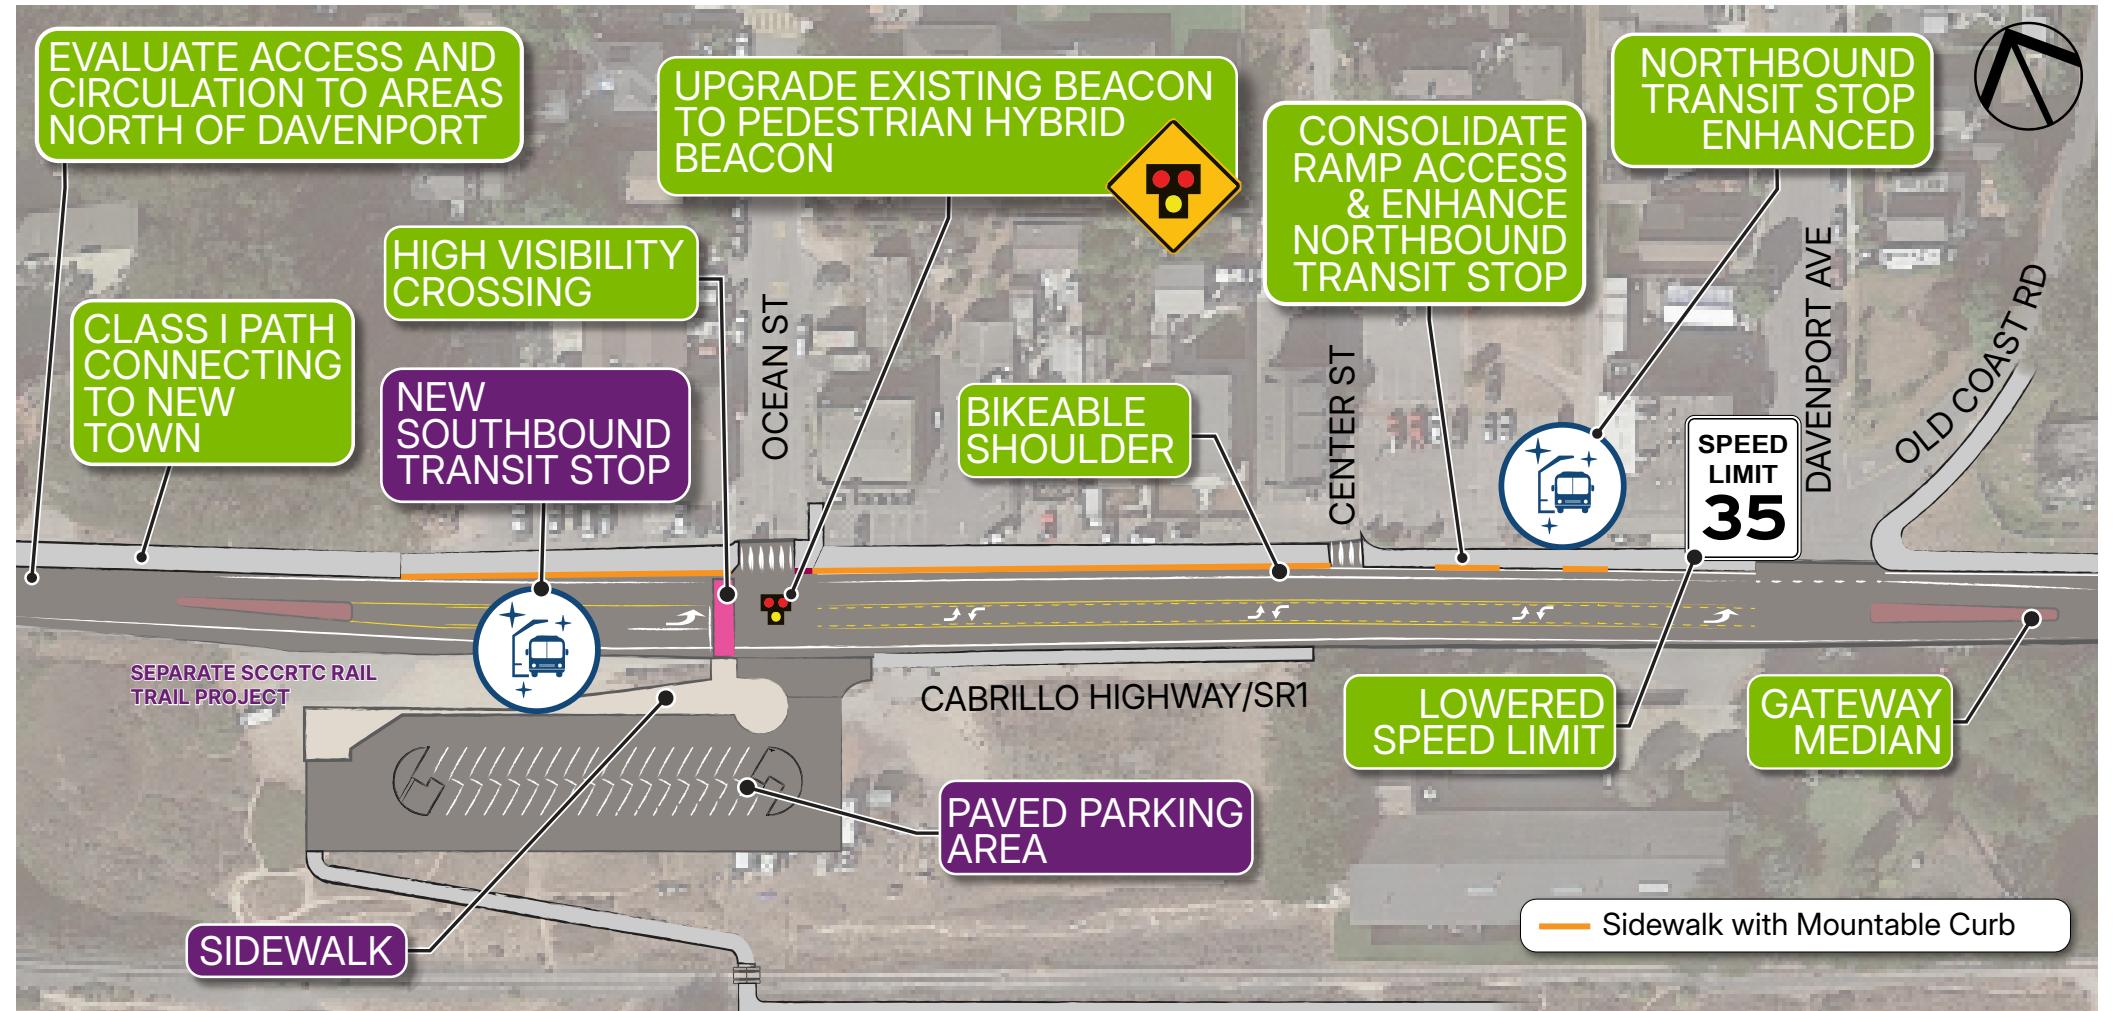 EVALUATE ACCESS AND
CIRCULATION TO AREAS
NORTH OF DAVENPORT
UPGRADE EXISTING BEACON
TO PEDESTRIAN HYBRID
BEACON
CONSOLIDATE
RAMP ACCESS
& ENHANCE
NORTHBOUND
TRANSIT STOP
NORTHBOUND
TRANSIT STOP
ENHANCED
HIGH VISIBILITY
CROSSING
CLASS I PATH
CONNECTING
TO NEW
TOWN
NEW
SOUTHBOUND
TRANSIT STOP
OCEAN ST
BIKEABLE
SHOULDER
CENTER ST
SPEED
LIMIT
35
DAVENPORT AVE
OLD COAST RD
SEPARATE SCCRTC RAIL
TRAIL PROJECT
CABRILLO HIGHWAY/SR1
LOWERED
SPEED LIMIT
GATEWAY
MEDIAN
PAVED PARKING
AREA
SIDEWALK
Sidewalk with Mountable Curb